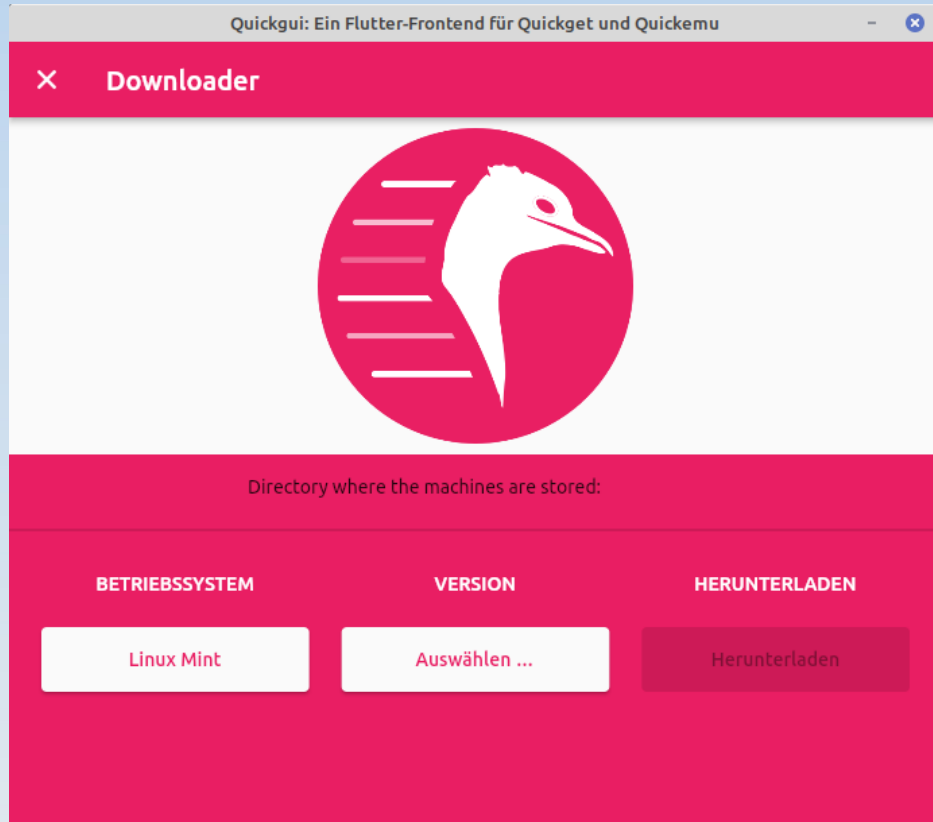 Quickgui: Ein Flutter-Frontend für Quickget und Quickemu
Downloader
Directory where the machines are stored:
BETRIEBSSYSTEM
VERSION
HERUNTERLADEN
Linux Mint
Auswählen ...
Herunterladen